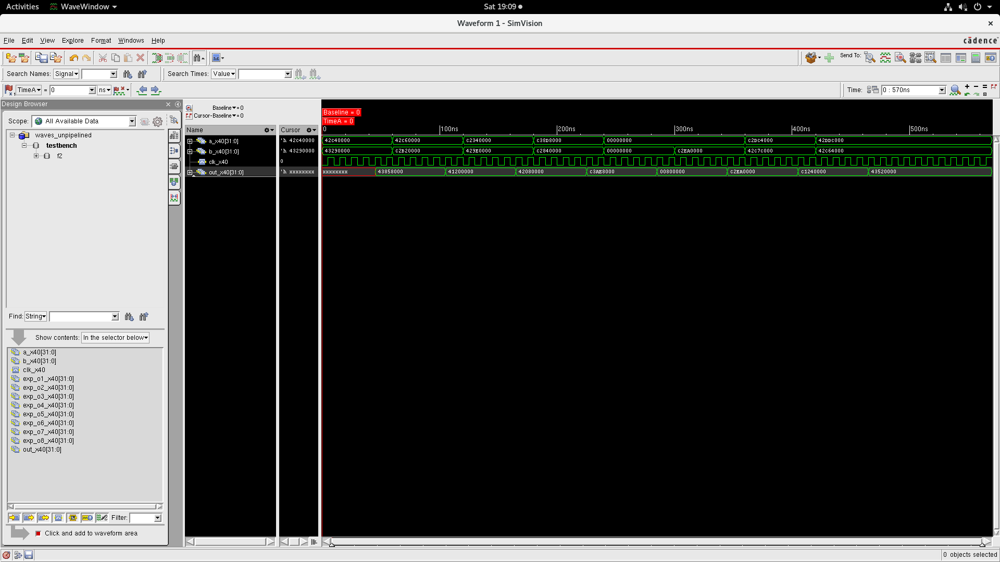 Activities WaveWindow Sat 19:09
Waveform 1 - SimVision
File Edit View Explore Format Windows Help cādence
Send To:
Search Names: Signal Search Times: Value
TimeA = 0 ns Time: 0 : 570ns
Design Browser
Scope: All Available Data
waves_unpipelined
testbench
f2
Find: String
Show contents: In the selector below
a_x40[31:0]
b_x40[31:0]
clk_x40
exp_o1_x40[31:0]
exp_o2_x40[31:0]
exp_o3_x40[31:0]
exp_o4_x40[31:0]
exp_o5_x40[31:0]
exp_o6_x40[31:0]
exp_o7_x40[31:0]
exp_o8_x40[31:0]
out_x40[31:0]
Filter:
Click and add to waveform area
Baseline = 0
Cursor-Baseline = 0
Name Cursor
Baseline = 0
TimeA = 0
0 100ns 200ns 300ns 400ns 500ns
a_x40[31:0] 'h 42c40000 42c40000 42c60000 c2340000 c38D8000 00000000 c2DC4000 42DDC000
b_x40[31:0] 'h 43290000 43290000 c2B20000 429E0000 c2840000 00000000 c2EA0000 42c7C000 42c64000
clk_x40 0
out_x40[31:0] 'h xxxxxxxx xxxxxxxx 43858000 41200000 42080000 c3AE8000 00800000 c2EA0000 c1240000 43520000
0 objects selected